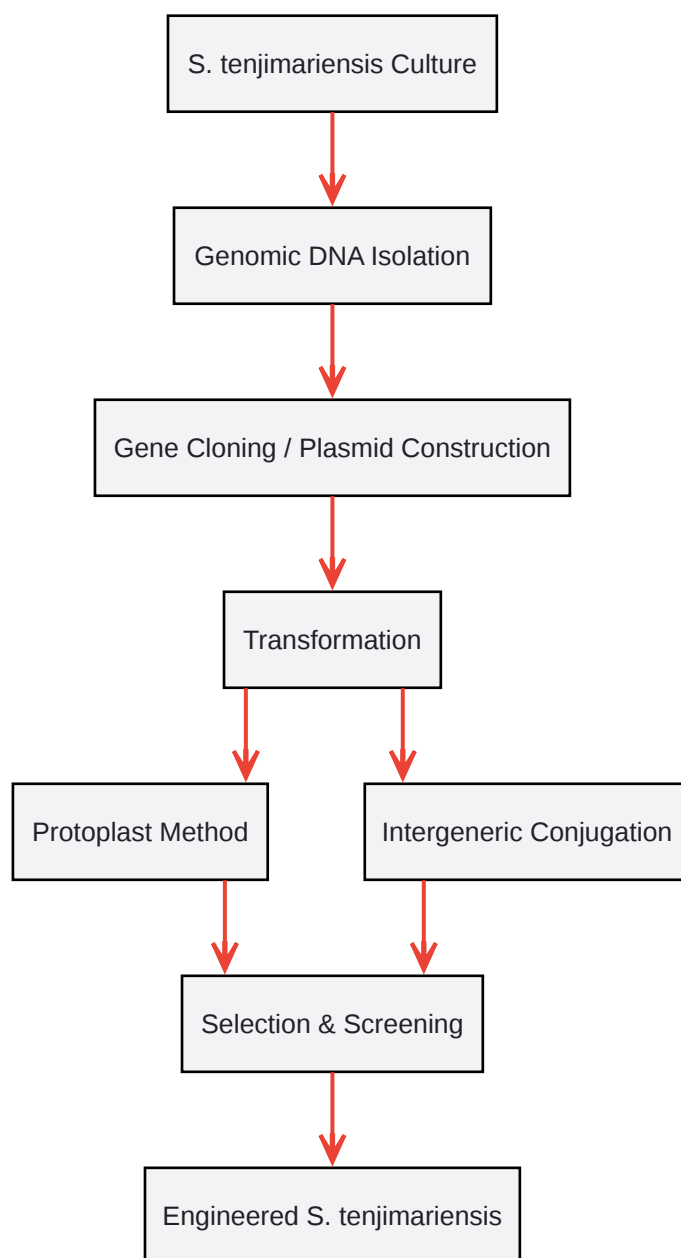 S. tenjimariensis Culture
Genomic DNA Isolation
Gene Cloning / Plasmid Construction
Transformation
Protoplast Method
Intergeneric Conjugation
Selection & Screening
Engineered S. tenjimariensis